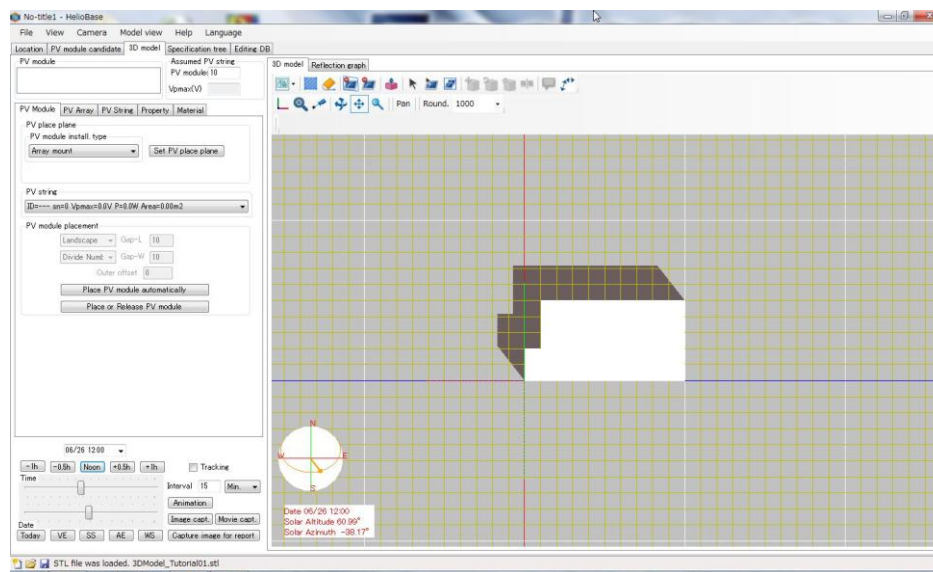 No-title1 - HelioBase
File View Camera Model view Help Language
Location PV module candidate 3D model Specification tree Editing DB
PV module
Assumed PV string
PV module: 10
Vpmax(V)
PV Module PV Array PV String Property Material
PV place plane
PV module install. type
Array mount Set PV place plane
PV string
ID=--- sn=0 Vpmax=0.0V P=0.0W Area=0.00m2
PV module placement
Landscape Gap-L 10
Divide Numb Gap-W 10
Outer offset 0
Place PV module automatically
Place or Release PV module
06/26 12:00
-1h -0.5h Noon +0.5h +1h Tracking
Time
Interval 15 Min.
Animation
Image capt. Movie capt.
Date
Today VE SS AE WS Capture image for report
3D model Reflection graph
Pan Round. 1000
N
W E
S
Date 06/26 12:00
Solar Altitude 60.99°
Solar Azimuth -38.17°
STL file was loaded. 3DModel_Tutorial01.stl